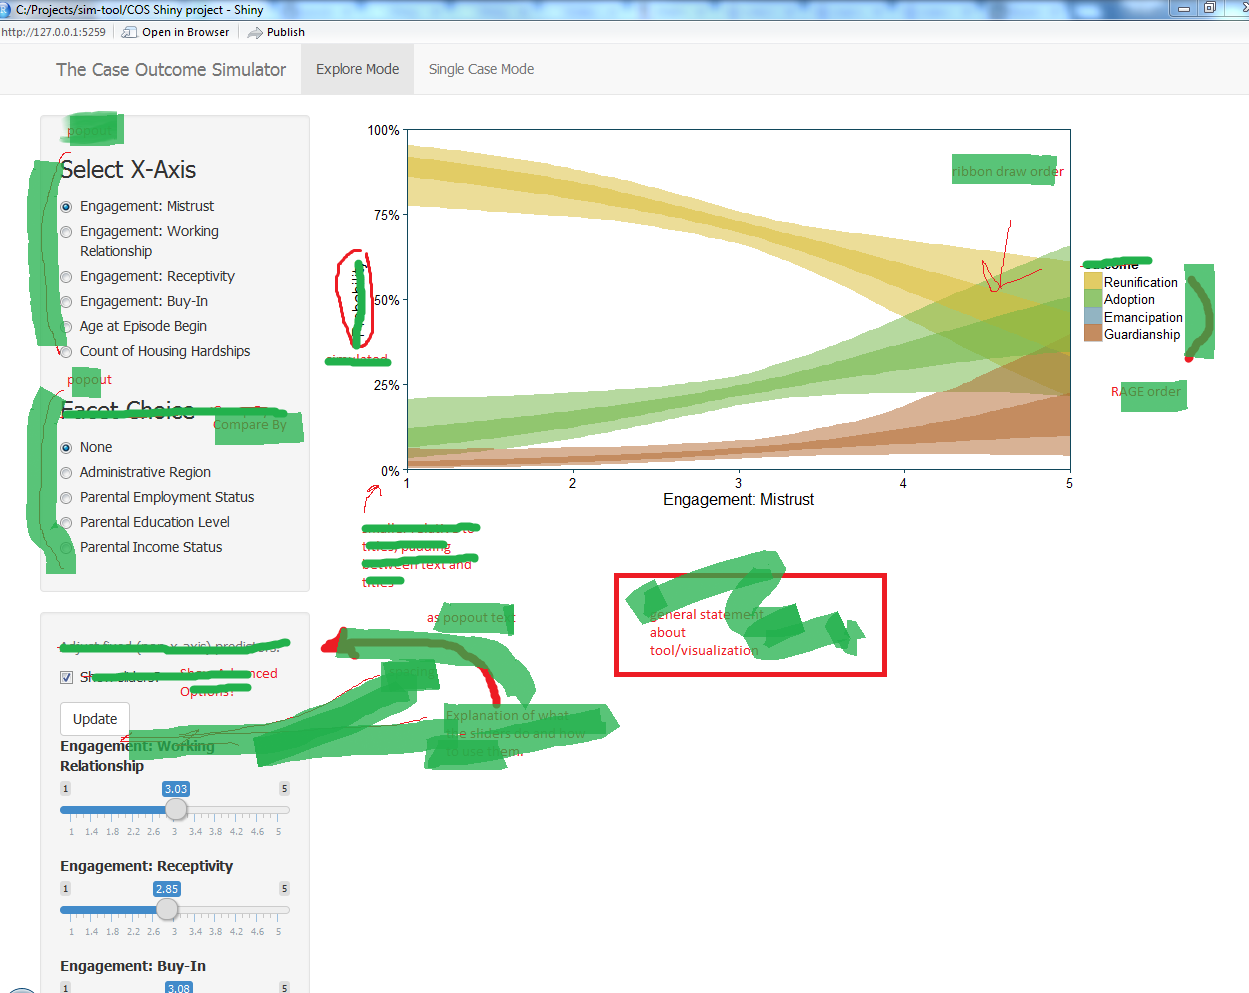 C:/Projects/sim-tool/COS Shiny project - Shiny
http://127.0.0.1:5259
Open in Browser
Publish
The Case Outcome Simulator
Explore Mode
Single Case Mode
popout
Select X-Axis
Engagement: Mistrust
Engagement: Working
Relationship
Engagement: Receptivity
Engagement: Buy-In
Age at Episode Begin
Count of Housing Hardships
popout
Facet Choice
Compare By
None
Administrative Region
Parental Employment Status
Parental Education Level
Parental Income Status
100%
75%
50%
25%
0%
simulated
1
2
3
4
5
Engagement: Mistrust
ribbon draw order
outcome
Reunification
Adoption
Emancipation
Guardianship
RAGE order
smaller relative to
titles, padding
between text and
titles
as popout text
general statement
about
tool/visualization
Adjust fixed (non x-axis) predictors.
Show sliders?
Show Advanced
Options?
spacing
Update
Explanation of what
the sliders do and how
to use them.
Engagement: Working
Relationship
1
3.03
5
1 1.4 1.8 2.2 2.6 3 3.4 3.8 4.2 4.6 5
Engagement: Receptivity
1
2.85
5
1 1.4 1.8 2.2 2.6 3 3.4 3.8 4.2 4.6 5
Engagement: Buy-In
1
3.08
5